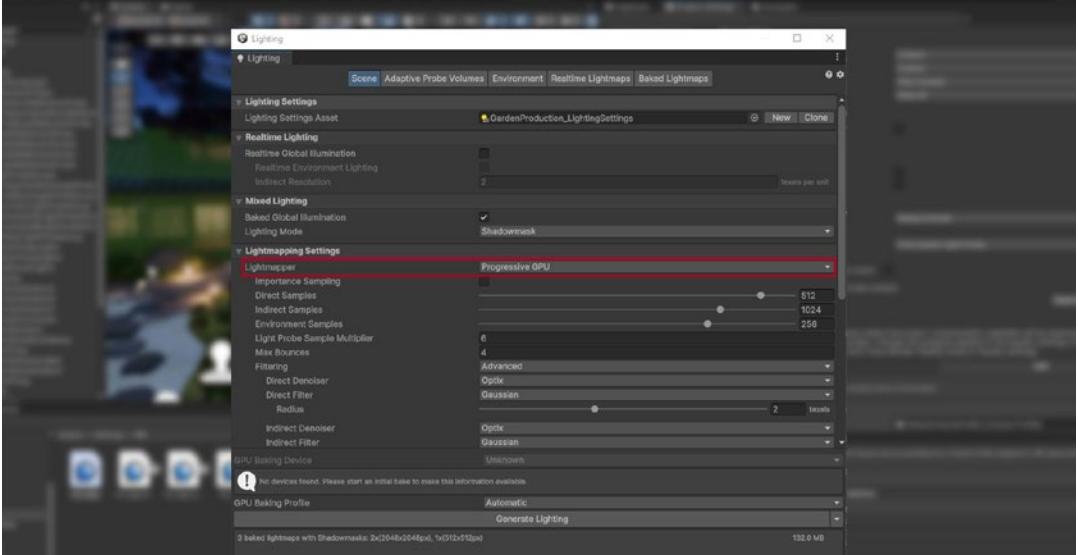 Lighting
Lighting
Scene Adaptive Probe Volumes Environment Realtime Lightmaps Baked Lightmaps
Lighting Settings
Lighting Settings Asset GardenProduction_LightingSettings New Clone
Realtime Lighting
Realtime Global Illumination
Realtime Environment Lighting
Indirect Resolution 2 texels per unit
Mixed Lighting
Baked Global Illumination
Lighting Mode Shadowmask
Lightmapping Settings
Lightmapper Progressive GPU
Importance Sampling
Direct Samples 512
Indirect Samples 1024
Environment Samples 256
Light Probe Sample Multiplier 6
Max Bounces 4
Filtering Advanced
Direct Denoiser Optix
Direct Filter Gaussian
Radius 2 texels
Indirect Denoiser Optix
Indirect Filter Gaussian
GPU Baking Device Unknown
No devices found. Please start an initial bake to make this information available.
GPU Baking Profile Automatic
Generate Lighting
3 baked lightmaps with Shadowmasks: 2x(2048x2048px), 1x(512x512px) 132.0 MB